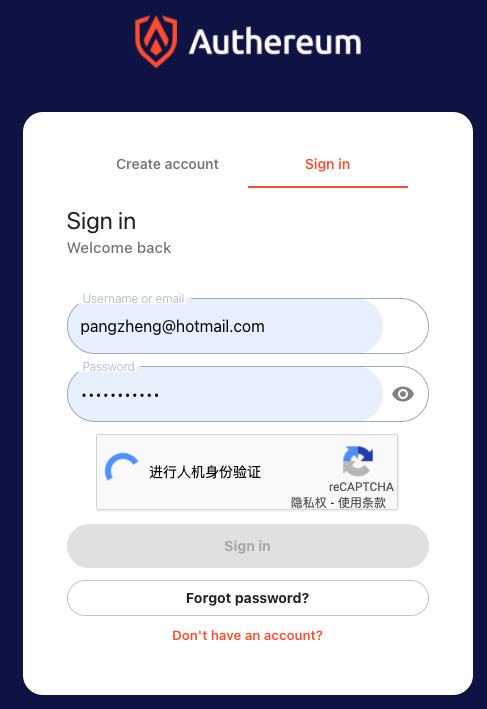 Authereum
Create account
Sign in
Sign in
Welcome back
Username or email
pangzheng@hotmail.com
Password
•••••••••••
进行人机身份验证
reCAPTCHA
隐私权 - 使用条款
Sign in
Forgot password?
Don't have an account?